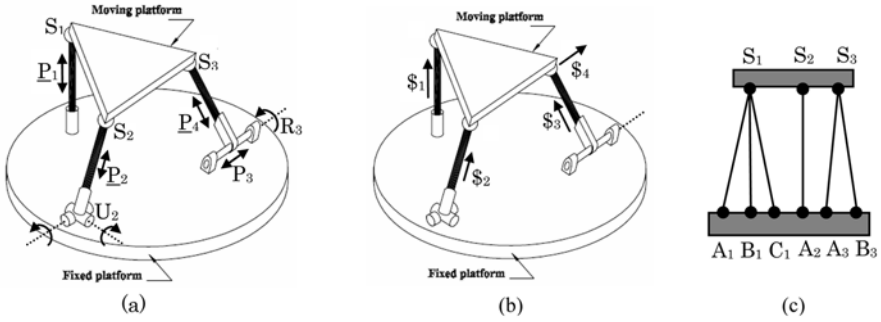 Moving platform
S1
P1
S3
P4
R3
S2
P3
P2
U2
Fixed platform
(a)
Moving platform
$4
$1
$3
$2
Fixed platform
(b)
S1 S2 S3
A1 B1 C1 A2 A3 B3
(c)